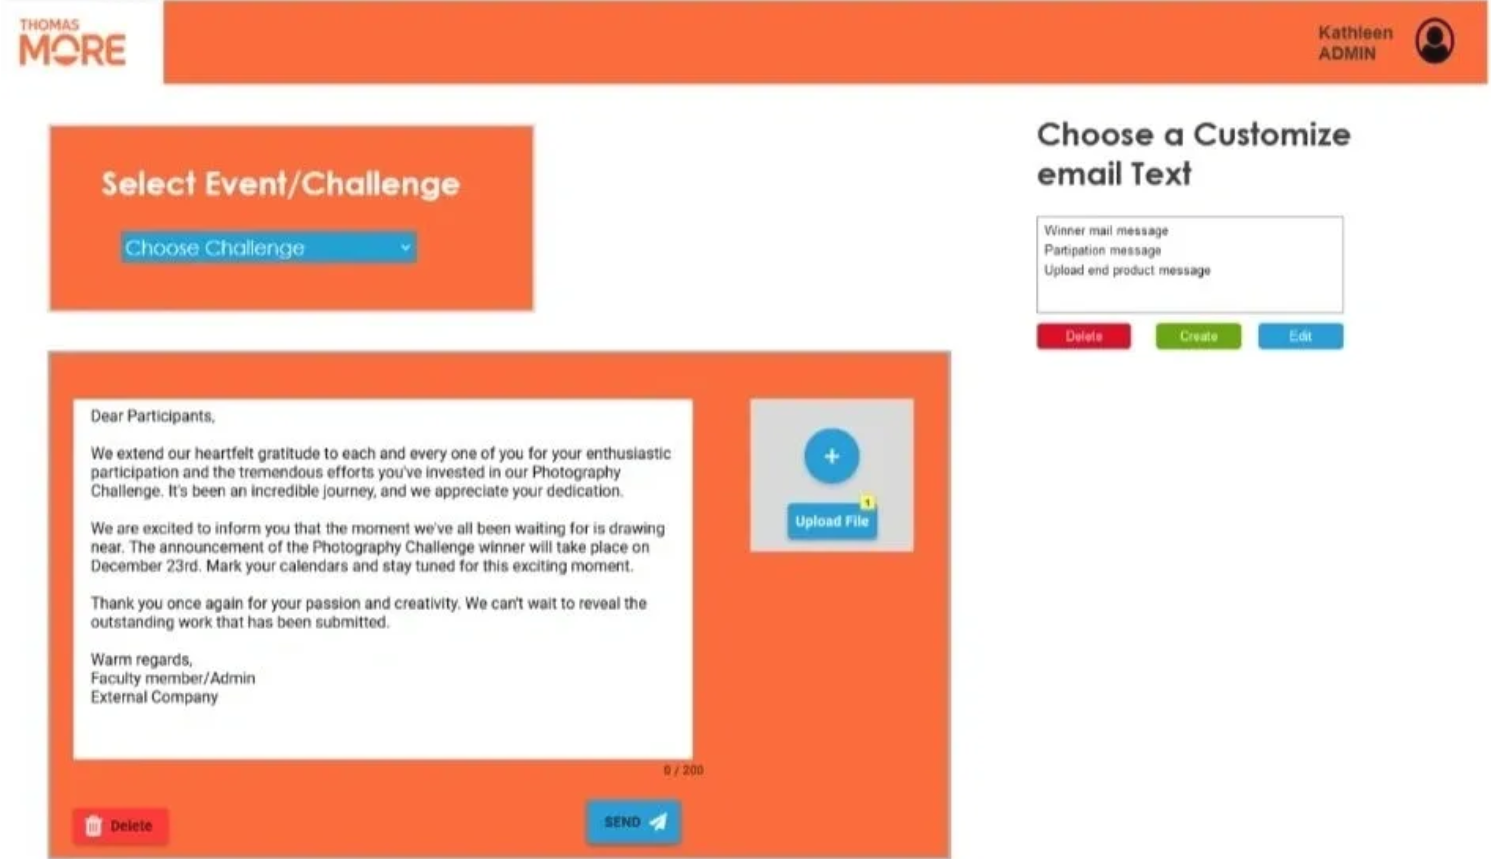 THOMAS
MORE
Kathleen
ADMIN
Select Event/Challenge
Choose Challenge
Choose a Customize
email Text
Winner mail message
Partipation message
Upload end product message
Delete
Create
Edit
Dear Participants,
We extend our heartfelt gratitude to each and every one of you for your enthusiastic
participation and the tremendous efforts you've invested in our Photography
Challenge. It's been an incredible journey, and we appreciate your dedication.
We are excited to inform you that the moment we've all been waiting for is drawing
near. The announcement of the Photography Challenge winner will take place on
December 23rd. Mark your calendars and stay tuned for this exciting moment.
Thank you once again for your passion and creativity. We can't wait to reveal the
outstanding work that has been submitted.
Warm regards,
Faculty member/Admin
External Company
+
1
Upload File
0 / 200
Delete
SEND